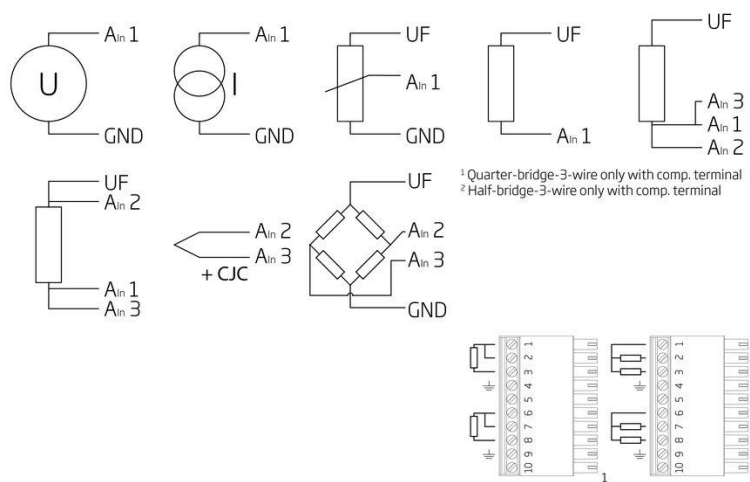 AIn 1
U
GND
AIn 1
I
GND
UF
AIn 1
GND
UF
AIn 1
UF
AIn 3
AIn 1
AIn 2
¹ Quarter-bridge-3-wire only with comp. terminal
² Half-bridge-3-wire only with comp. terminal
UF
AIn 2
AIn 1
AIn 3
AIn 2
AIn 3
+ CJC
UF
AIn 2
AIn 3
GND
1
2
3
4
5
6
7
8
9
10
1
1
2
3
4
5
6
7
8
9
10